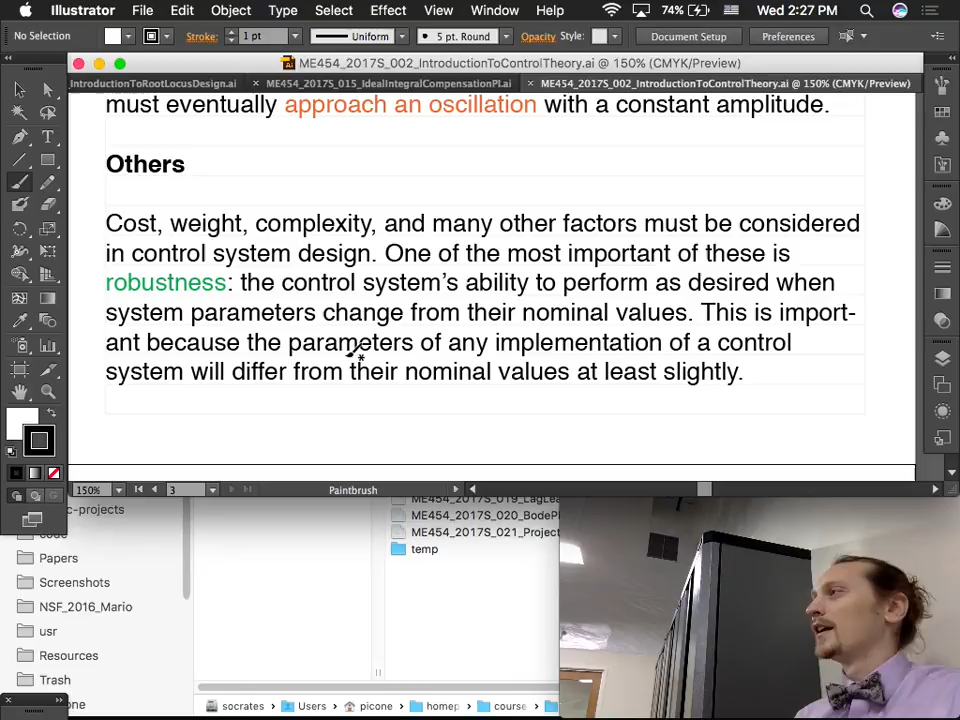 Illustrator File Edit Object Type Select Effect View Window Help 74% Wed 2:27 PM
No Selection Stroke: 1 pt Uniform 5 pt. Round Opacity Style: Document Setup Preferences
ME454_2017S_002_IntroductionToControlTheory.ai @ 150% (CMYK/Preview)
IntroductionToRootLocusDesign.ai ME454_2017S_015_IdealIntegralCompensationPI.ai ME454_2017S_002_IntroductionToControlTheory.ai @ 150% (CMYK/Preview)
must eventually approach an oscillation with a constant amplitude.
Others
Cost, weight, complexity, and many other factors must be considered
in control system design. One of the most important of these is
robustness: the control system's ability to perform as desired when
system parameters change from their nominal values. This is import-
ant because the parameters of any implementation of a control
system will differ from their nominal values at least slightly.
150% 3 Paintbrush
c-projects
code
Papers
Screenshots
NSF_2016_Mario
usr
Resources
Trash
ME454_2017S_019_LagLea
ME454_2017S_020_BodePl
ME454_2017S_021_Project
temp
socrates Users picone homep course